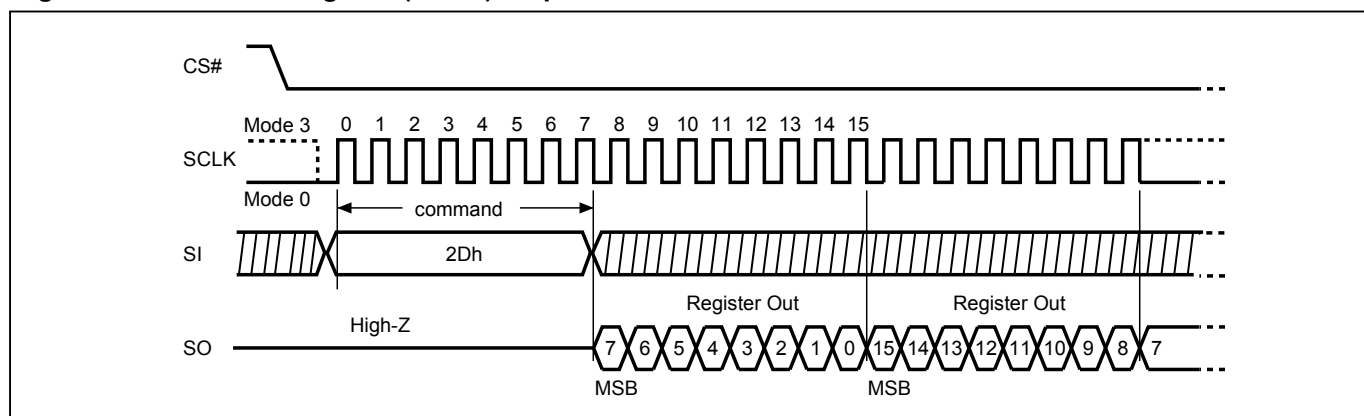 CS#
Mode 3 0 1 2 3 4 5 6 7 8 9 10 11 12 13 14 15
SCLK
Mode 0
command
SI 2Dh
Register Out Register Out
High-Z
SO 7 6 5 4 3 2 1 0 15 14 13 12 11 10 9 8 7
MSB MSB